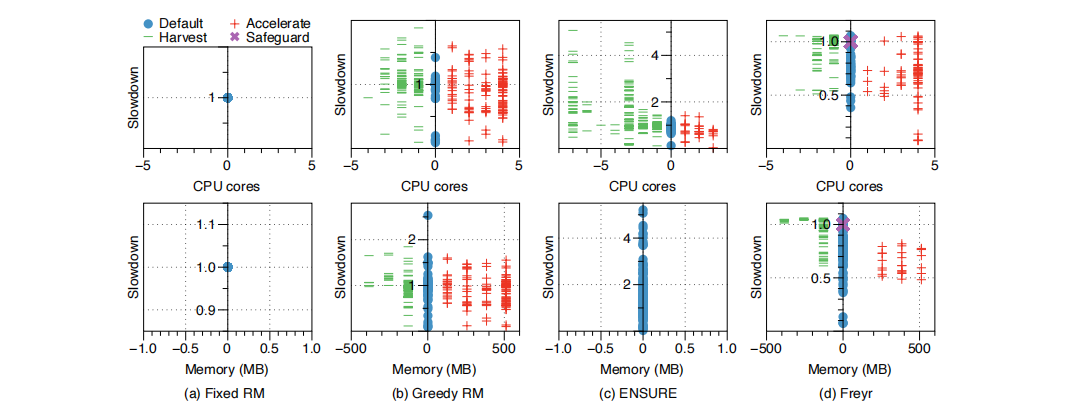 Default
Accelerate
Harvest
Safeguard
Slowdown
1
−5
0
5
CPU cores
Slowdown
1
−5
0
5
CPU cores
Slowdown
4
2
−5
0
CPU cores
Slowdown
1.0
0.5
−5
0
5
CPU cores
Slowdown
1.1
1.0
0.9
−1.0
−0.5
0
0.5
1.0
Memory (MB)
Slowdown
2
1
−500
0
500
Memory (MB)
Slowdown
4
2
−1.0
−0.5
0
0.5
1.0
Memory (MB)
Slowdown
1.0
0.5
−500
0
500
Memory (MB)
(a) Fixed RM
(b) Greedy RM
(c) ENSURE
(d) Freyr